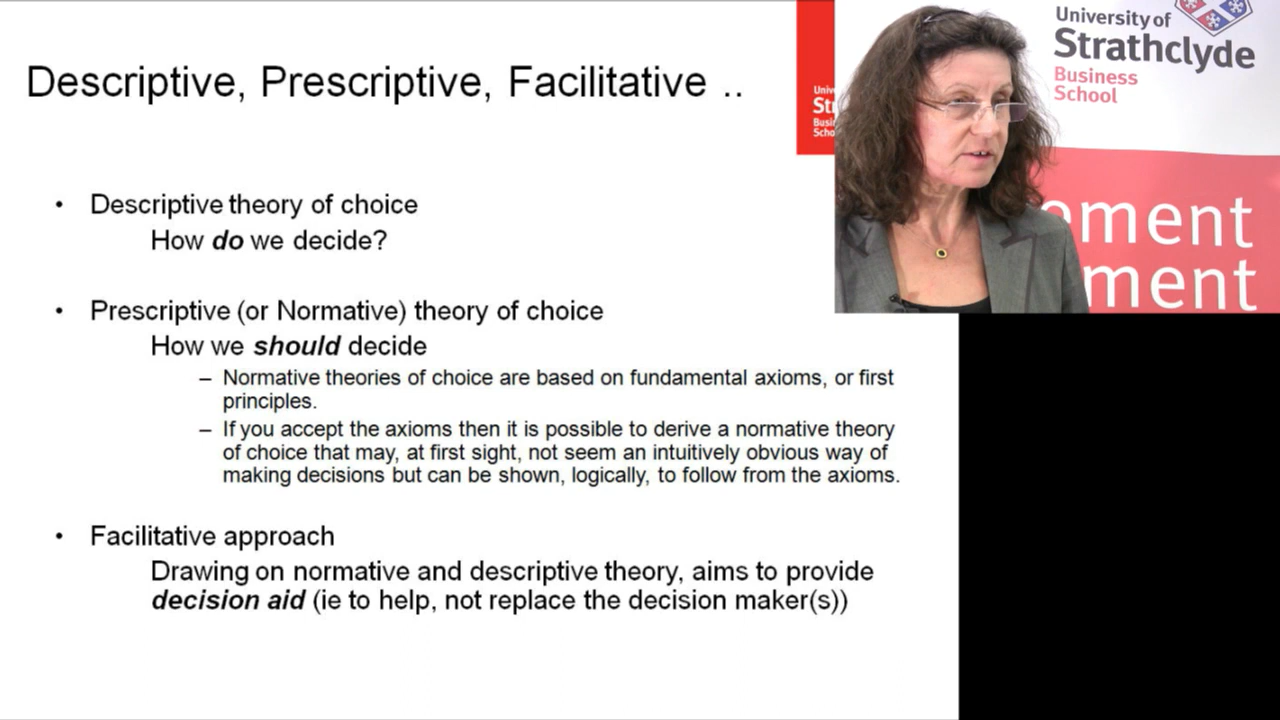 Descriptive, Prescriptive, Facilitative ..
• Descriptive theory of choice
How do we decide?
• Prescriptive (or Normative) theory of choice
How we should decide
– Normative theories of choice are based on fundamental axioms, or first
principles.
– If you accept the axioms then it is possible to derive a normative theory
of choice that may, at first sight, not seem an intuitively obvious way of
making decisions but can be shown, logically, to follow from the axioms.
• Facilitative approach
Drawing on normative and descriptive theory, aims to provide
decision aid (ie to help, not replace the decision maker(s))
University of
Strathclyde
Business
School
ement
ment